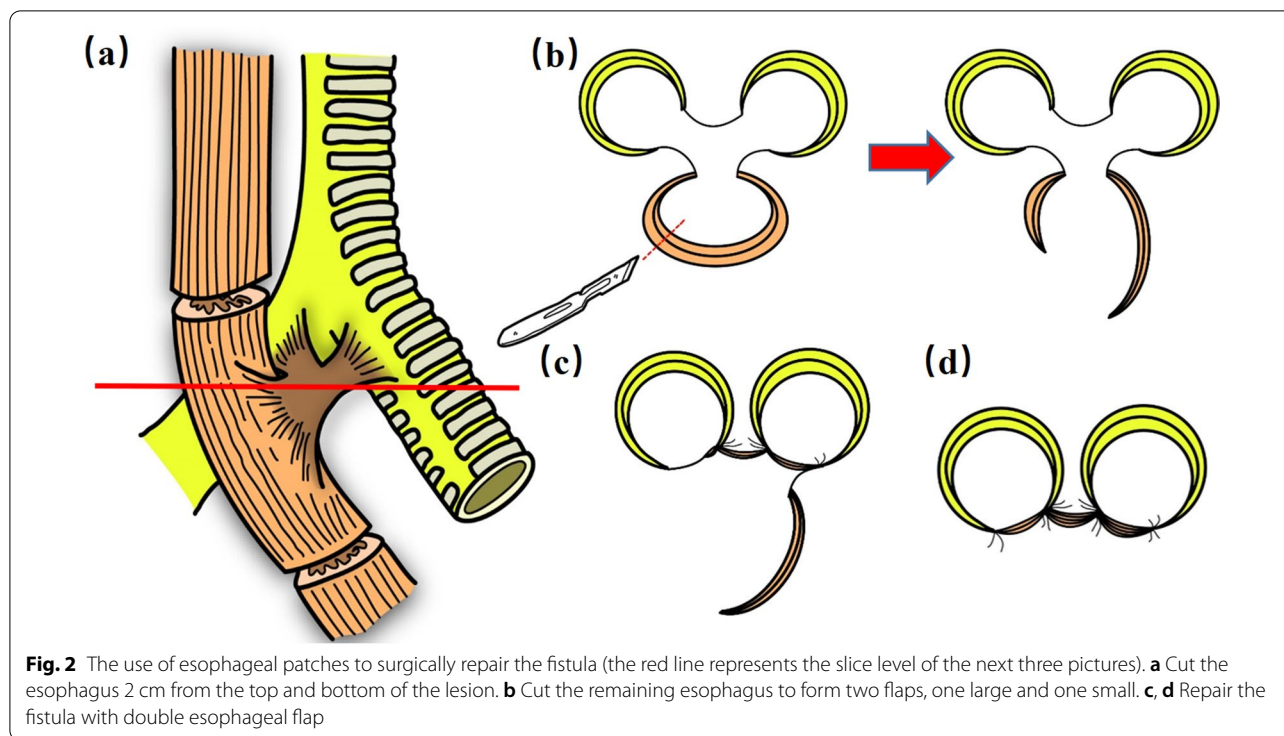 (a)
(b)
(c)
(d)
Fig. 2 The use of esophageal patches to surgically repair the fistula (the red line represents the slice level of the next three pictures). a Cut the
esophagus 2 cm from the top and bottom of the lesion. b Cut the remaining esophagus to form two flaps, one large and one small. c, d Repair the
fistula with double esophageal flap